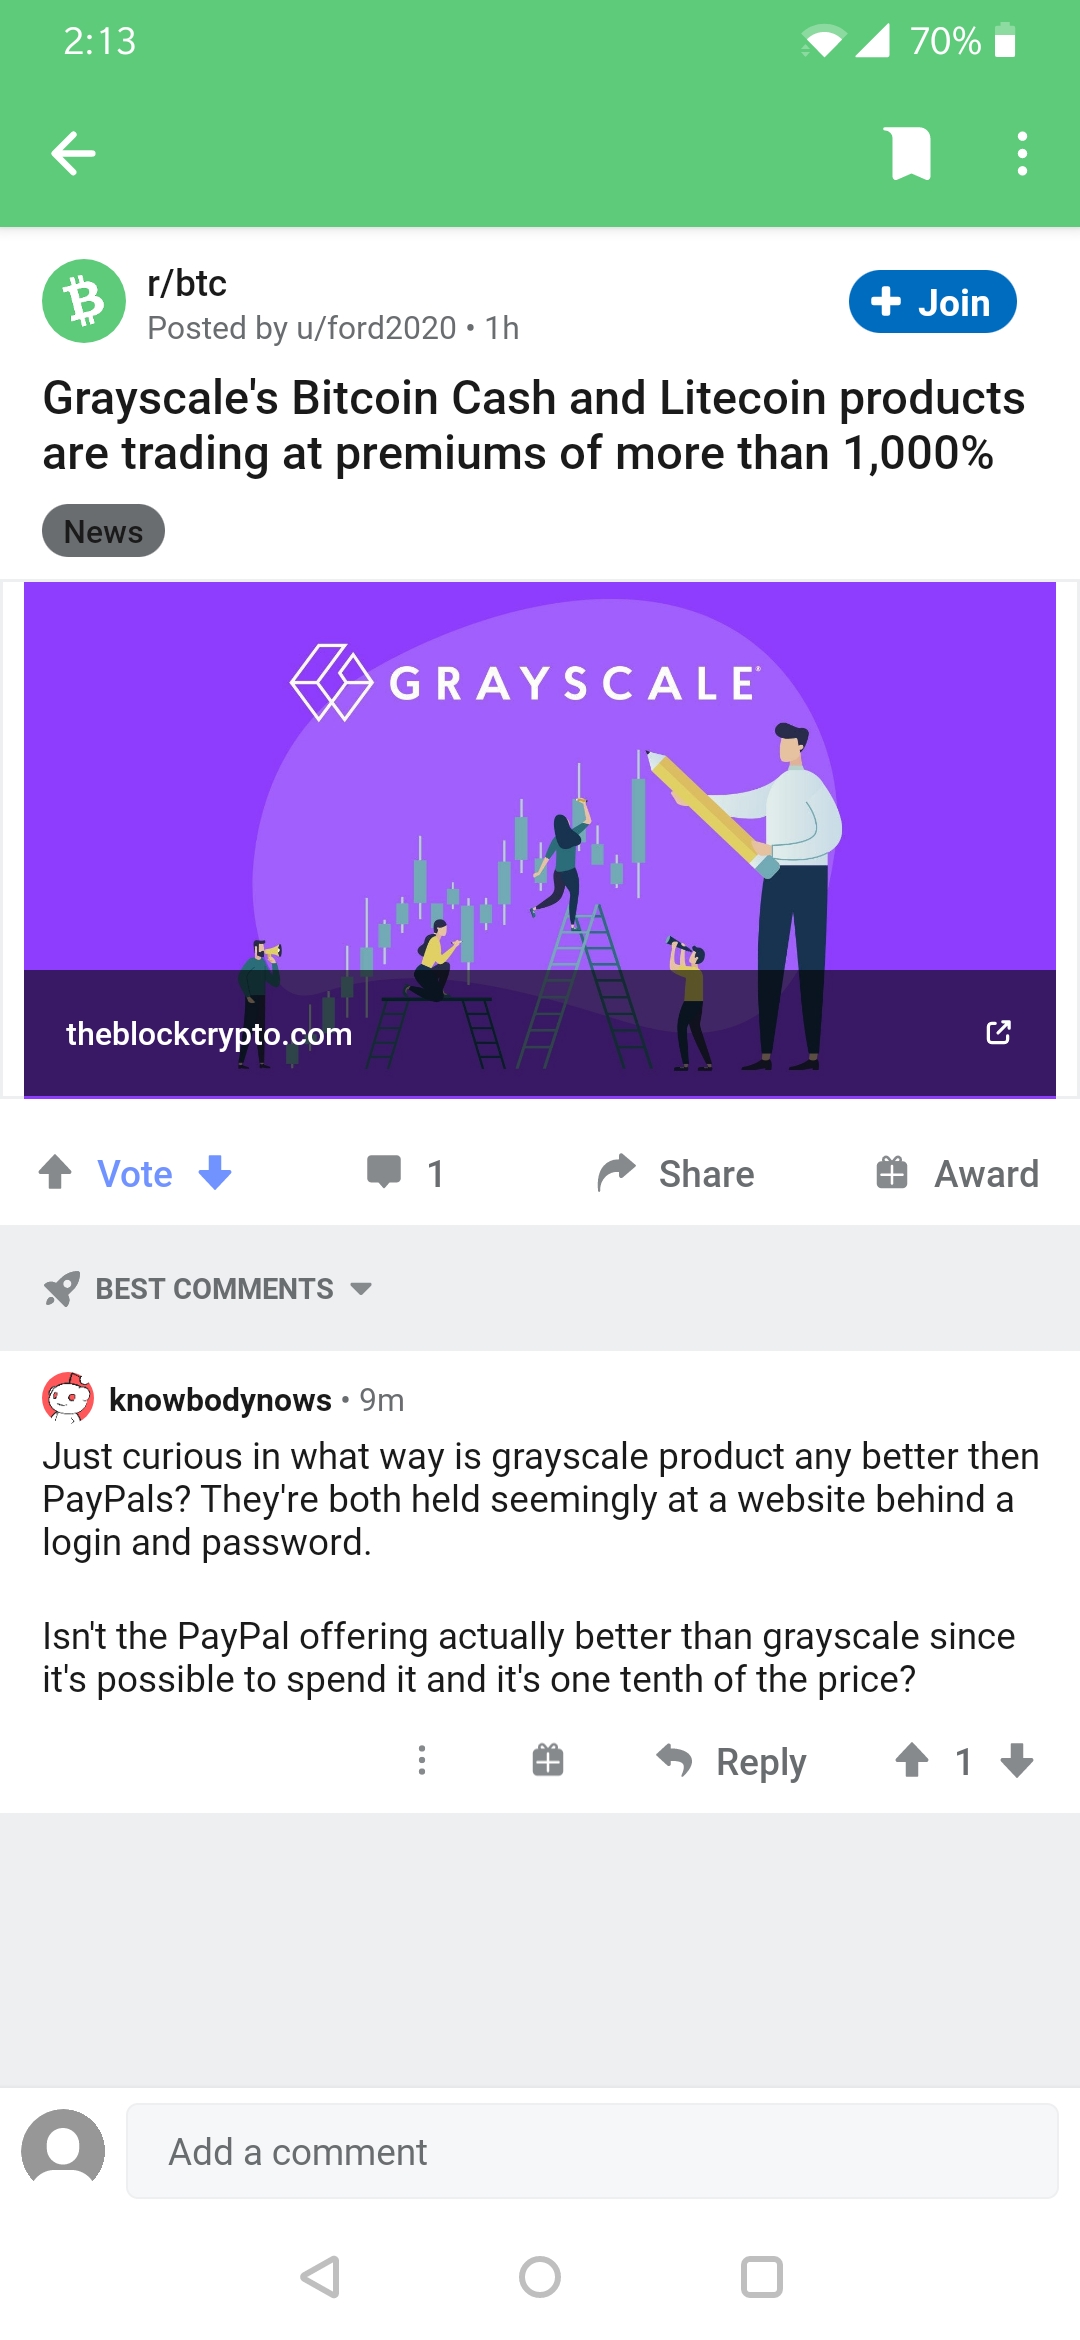 2:13
70%
r/btc
Posted by u/ford2020 • 1h
Join
Grayscale's Bitcoin Cash and Litecoin products
are trading at premiums of more than 1,000%
News
GRAYSCALE®
theblockcrypto.com
Vote
1
Share
Award
BEST COMMENTS
knowbodynows • 9m
Just curious in what way is grayscale product any better then
PayPals? They're both held seemingly at a website behind a
login and password.
Isn't the PayPal offering actually better than grayscale since
it's possible to spend it and it's one tenth of the price?
Reply
1
Add a comment